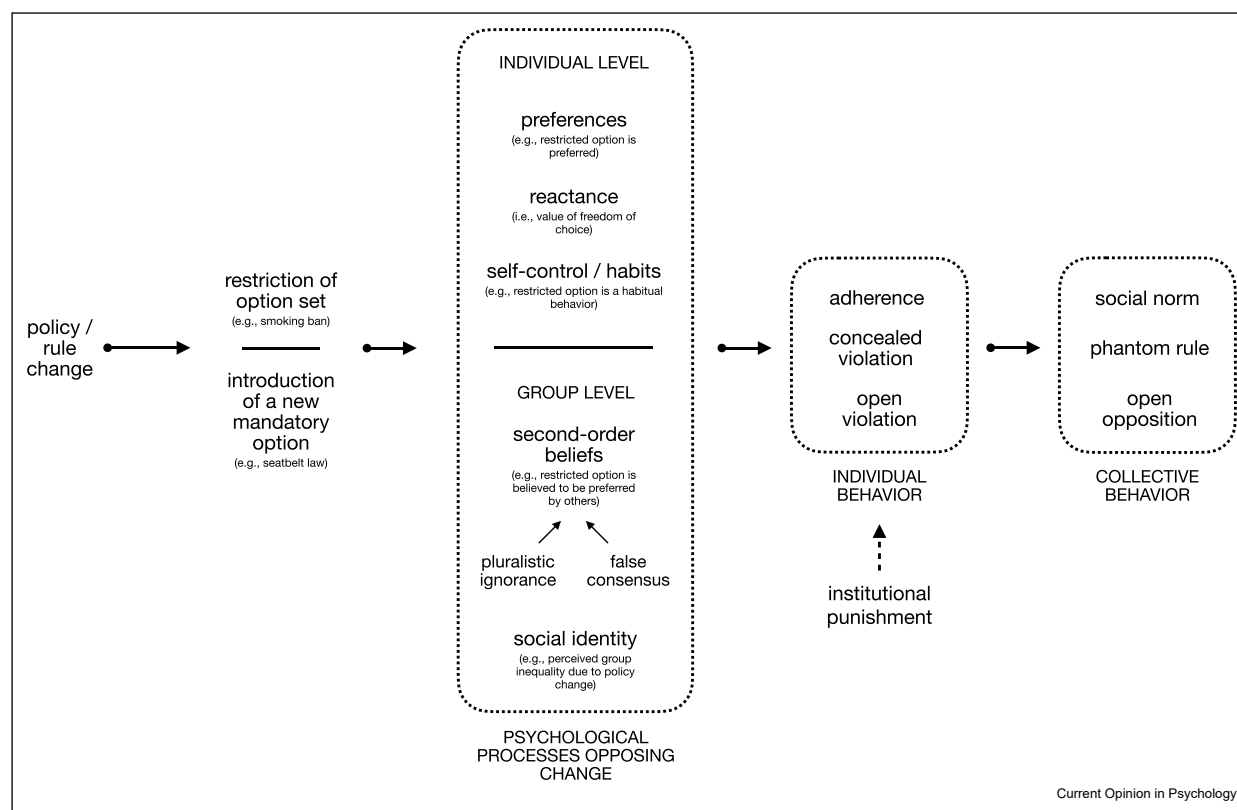 policy /
rule
change
restriction of
option set
(e.g., smoking ban)
introduction
of a new
mandatory
option
(e.g., seatbelt law)
INDIVIDUAL LEVEL
preferences
(e.g., restricted option is
preferred)
reactance
(i.e., value of freedom of
choice)
self-control / habits
(e.g., restricted option is a habitual
behavior)
GROUP LEVEL
second-order
beliefs
(e.g., restricted option is
believed to be preferred
by others)
pluralistic
ignorance
false
consensus
social identity
(e.g., perceived group
inequality due to policy
change)
PSYCHOLOGICAL
PROCESSES OPPOSING
CHANGE
adherence
concealed
violation
open
violation
INDIVIDUAL
BEHAVIOR
institutional
punishment
social norm
phantom rule
open
opposition
COLLECTIVE
BEHAVIOR
Current Opinion in Psychology